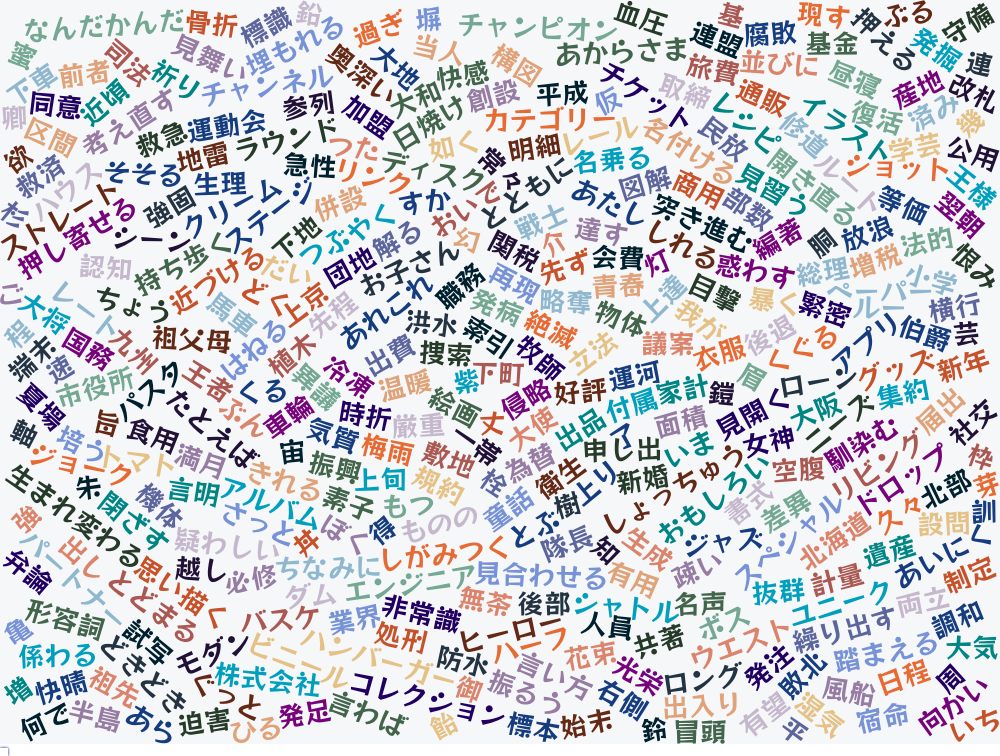 なんだかんだ
骨折
標識
鉛
過ぎ
塀
チャンピオン
血圧
基
現す
押える
ぶる
守備
蜜
司法
見舞い
埋もれる
奥深い
大地
当人
構図
あからさま
連盟
腐敗
基金
発掘
連
下車
前者
祈り
チャンネル
大和
快感
創設
平成
チケット
旅費
並びに
昼寝
産地
改札
卿
同意
近頃
考え直す
参列
加盟
日焼け
カテゴリー
仮
取締
通販
イラスト
復活
済み
幾
欲
区間
救急
運動会
ラウンド
つた
如く
常々
明細
レール
レシピ
民放
修道
学芸
公用
救済
ハウス
そそる
地雷
急性
リンク
ディスク
ともに
名乗る
名付ける
開き直る
ルート
ショット
王様
ストレート
強固
生理
クリーム
ステージ
併設
すか
おいで
とど
あたし
図解
商用
部数
見習う
等価
翌朝
押し寄せる
シーン
下地
つぶやく
戦士
達す
突き進む
編著
胴
放浪
法的
恨み
認知
持ち歩く
近づける
だい
団地
解る
お子さん
匂
関税
介
先ず
会費
灯
しれる
惑わす
総理
増税
小学
ご
大将
レート
ちょう
馬車
どく
上京
先程
あれこれ
職務
再現
略奪
青春
上達
目撃
暴く
緊密
ヘルパー
横行
程
端末
国務
九州
祖父母
はねる
植木
洪水
索引
発病
絶滅
物体
我が
後退
くぐる
アプリ
伯爵
芸
速
市役所
パスタ
王者
くる
異議
冷凍
出費
捜索
牧師
立法
議案
衣服
眉
ローン
グッズ
新年
夏場
旨
たとえば
ぶん
車輪
時折
温暖
紫
下町
侵略
好評
運河
付属
家計
鎧
見開く
大阪
ニーズ
集約
届出
社交
軸
培う
食用
満月
きれる
宙
気質
梅雨
厳重
絵画
丈
一帯
大使
出品
了
申し出
面積
いま
女神
馴染む
ジョーク
トマト
振興
上旬
敷地
規約
為替
衛生
上り
新婚
しょっちゅう
空腹
リビング
ドロップ
北部
芽
生まれ変わる
朱
閉ざす
機体
言明
アルバム
さっと
素子
もつ
ものの
童話
とぶ
樹
おもしろい
書式
差異
久々
設問
訓
強
パートナー
出し
疑わしい
丼
ぼく
得
しがみつく
隊長
知
生成
ジャズ
スペシャル
北海道
遺産
あいにく
弁論
とどまる
思い描く
越し
必修
ちなみに
ダム
エンジニア
見合わせる
有用
疎い
抜群
計量
ユニーク
両立
制定
形容詞
亀
試写
バスケ
業界
非常識
無茶
後部
シャトル
名声
ボス
繰り出す
調和
係わる
どきどき
モダン
ビニール
ハンバーガー
処刑
ヒーロー
ハニラ
人員
共著
ウエスト
踏まえる
大気
増
快晴
祖先
ぐっと
株式会社
コレクション
防水
御
振るう
言い方
花束
光栄
右側
ロング
発注
敗北
風船
日程
周
何で
半島
あら
迫害
ひる
発足
言わば
飴
標本
始末
鈴
出入り
冒頭
有望
平
湿気
宿命
向かい
いち